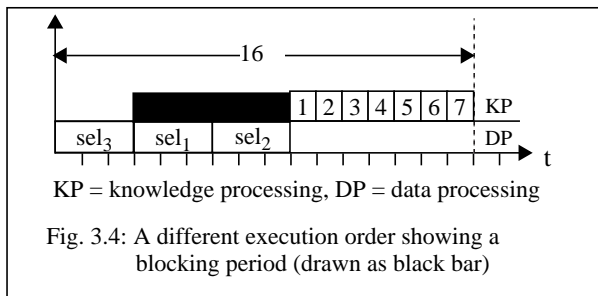 16
1 2 3 4 5 6 7 KP
sel3 sel1 sel2 DP
t
KP = knowledge processing, DP = data processing
Fig. 3.4: A different execution order showing a
blocking period (drawn as black bar)